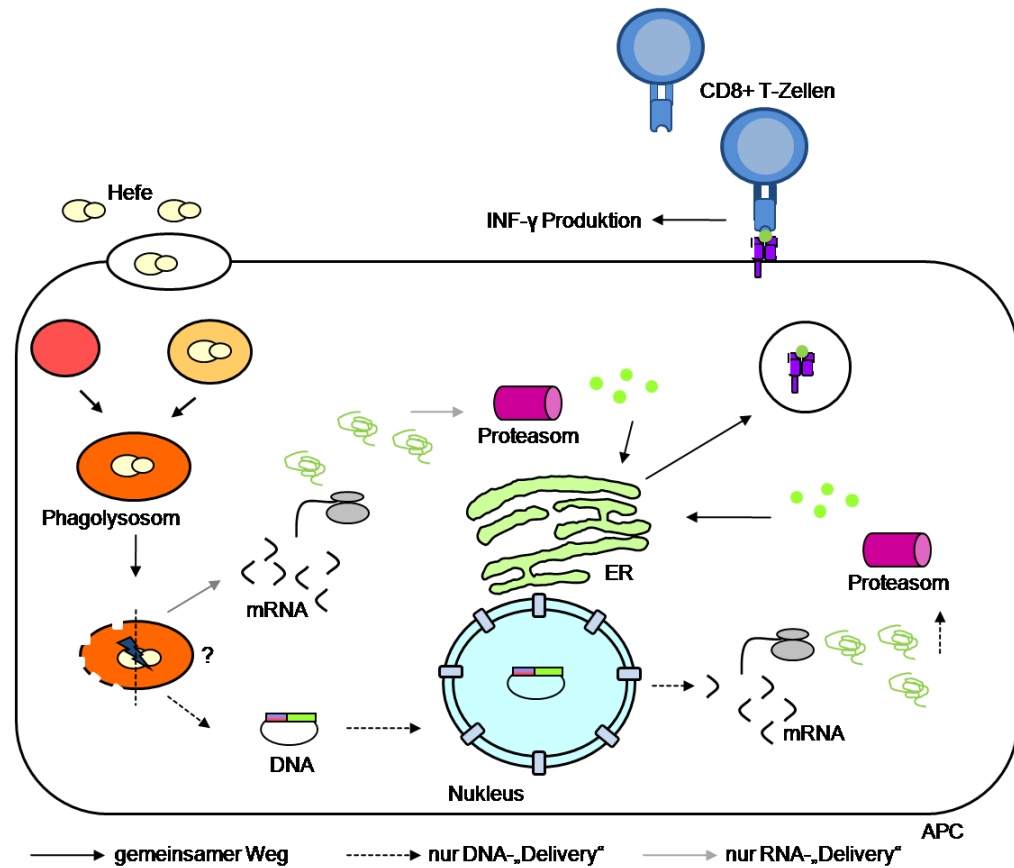 CD8+ T-Zellen
Hefe
INF-γ Produktion
Proteasom
Phagolysosom
ER
Proteasom
mRNA
?
mRNA
DNA
Nukleus
APC
gemeinsamer Weg
nur DNA-„Delivery“
nur RNA-„Delivery“